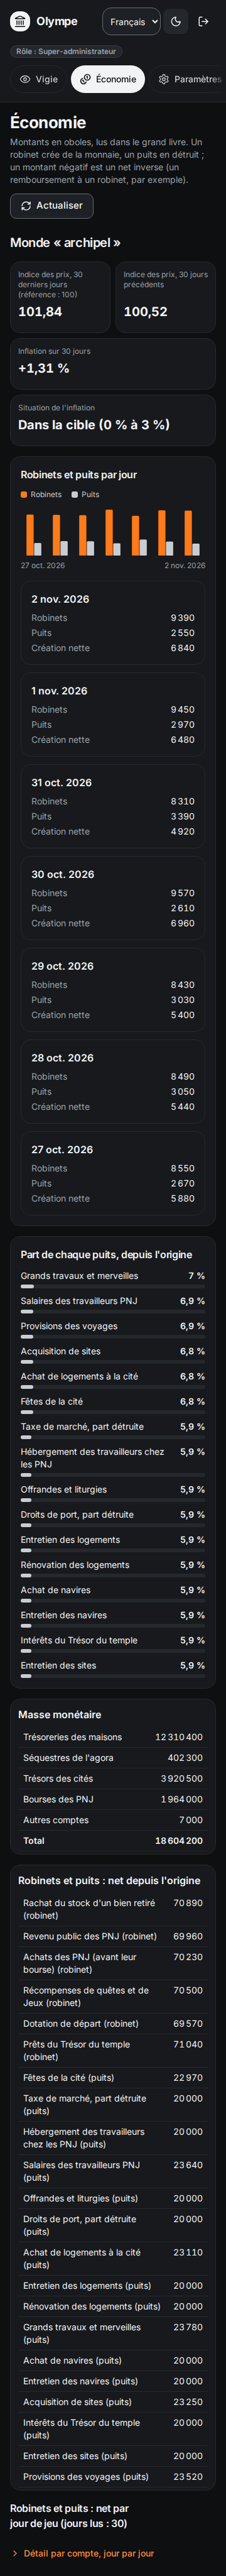 Olympe
Français
Rôle : Super-administrateur
Vigie
Économie
Paramètres
Économie
Montants en oboles, lus dans le grand livre. Un
robinet crée de la monnaie, un puits en détruit ;
un montant négatif est un net inverse (un
remboursement à un robinet, par exemple).
Actualiser
Monde « archipel »
Indice des prix, 30
derniers jours
(référence : 100)
101,84
Indice des prix, 30 jours
précédents
100,52
Inflation sur 30 jours
+1,31 %
Situation de l'inflation
Dans la cible (0 % à 3 %)
Robinets et puits par jour
Robinets
Puits
27 oct. 2026
2 nov. 2026
2 nov. 2026
Robinets 9 390
Puits 2 550
Création nette 6 840
1 nov. 2026
Robinets 9 450
Puits 2 970
Création nette 6 480
31 oct. 2026
Robinets 8 310
Puits 3 390
Création nette 4 920
30 oct. 2026
Robinets 9 570
Puits 2 610
Création nette 6 960
29 oct. 2026
Robinets 8 430
Puits 3 030
Création nette 5 400
28 oct. 2026
Robinets 8 490
Puits 3 050
Création nette 5 440
27 oct. 2026
Robinets 8 550
Puits 2 670
Création nette 5 880
Part de chaque puits, depuis l'origine
Grands travaux et merveilles 7 %
Salaires des travailleurs PNJ 6,9 %
Provisions des voyages 6,9 %
Acquisition de sites 6,8 %
Achat de logements à la cité 6,8 %
Fêtes de la cité 6,8 %
Taxe de marché, part détruite 5,9 %
Hébergement des travailleurs chez 5,9 %
les PNJ
Offrandes et liturgies 5,9 %
Droits de port, part détruite 5,9 %
Entretien des logements 5,9 %
Rénovation des logements 5,9 %
Achat de navires 5,9 %
Entretien des navires 5,9 %
Intérêts du Trésor du temple 5,9 %
Entretien des sites 5,9 %
Masse monétaire
Trésoreries des maisons 12 310 400
Séquestres de l'agora 402 300
Trésors des cités 3 920 500
Bourses des PNJ 1 964 000
Autres comptes 7 000
Total 18 604 200
Robinets et puits : net depuis l'origine
Rachat du stock d'un bien retiré 70 890
(robinet)
Revenu public des PNJ (robinet) 69 960
Achats des PNJ (avant leur 70 230
bourse) (robinet)
Récompenses de quêtes et de 70 500
Jeux (robinet)
Dotation de départ (robinet) 69 570
Prêts du Trésor du temple 71 040
(robinet)
Fêtes de la cité (puits) 22 970
Taxe de marché, part détruite 20 000
(puits)
Hébergement des travailleurs 20 000
chez les PNJ (puits)
Salaires des travailleurs PNJ 23 640
(puits)
Offrandes et liturgies (puits) 20 000
Droits de port, part détruite 20 000
(puits)
Achat de logements à la cité 23 110
(puits)
Entretien des logements (puits) 20 000
Rénovation des logements (puits) 20 000
Grands travaux et merveilles 23 780
(puits)
Achat de navires (puits) 20 000
Entretien des navires (puits) 20 000
Acquisition de sites (puits) 23 250
Intérêts du Trésor du temple 20 000
(puits)
Entretien des sites (puits) 20 000
Provisions des voyages (puits) 23 520
Robinets et puits : net par
jour de jeu (jours lus : 30)
Détail par compte, jour par jour